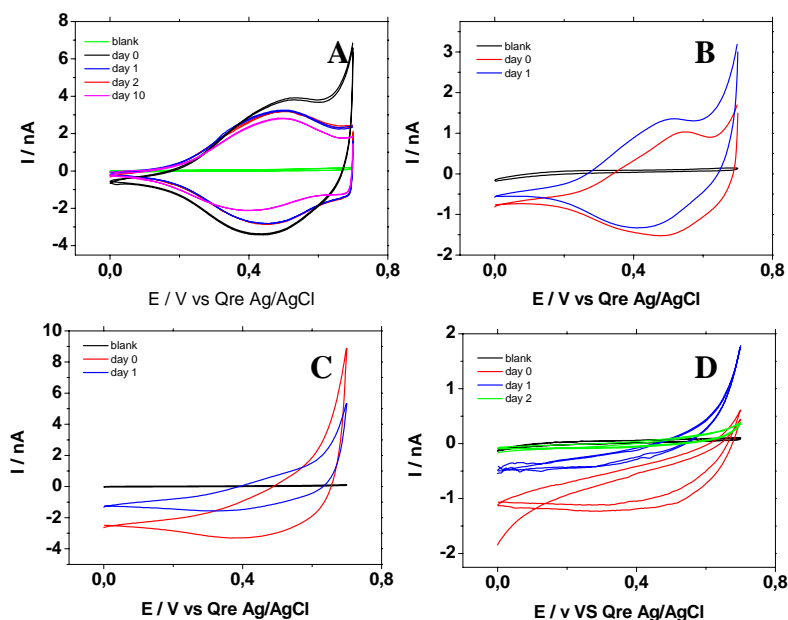 A
blank
day 0
day 1
day 2
day 10
I / nA
8
6
4
2
0
-2
-4
0,0
0,4
0,8
E / V vs Qre Ag/AgCl
B
blank
day 0
day 1
I / nA
3
2
1
0
-1
-2
0,0
0,4
0,8
E / V vs Qre Ag/AgCl
C
blank
day 0
day 1
I / nA
10
8
6
4
2
0
-2
-4
0,0
0,4
0,8
E / V vs Qre Ag/AgCl
D
blank
day 0
day 1
day 2
I / nA
2
1
0
-1
-2
0,0
0,4
0,8
E / v VS Qre Ag/AgCl